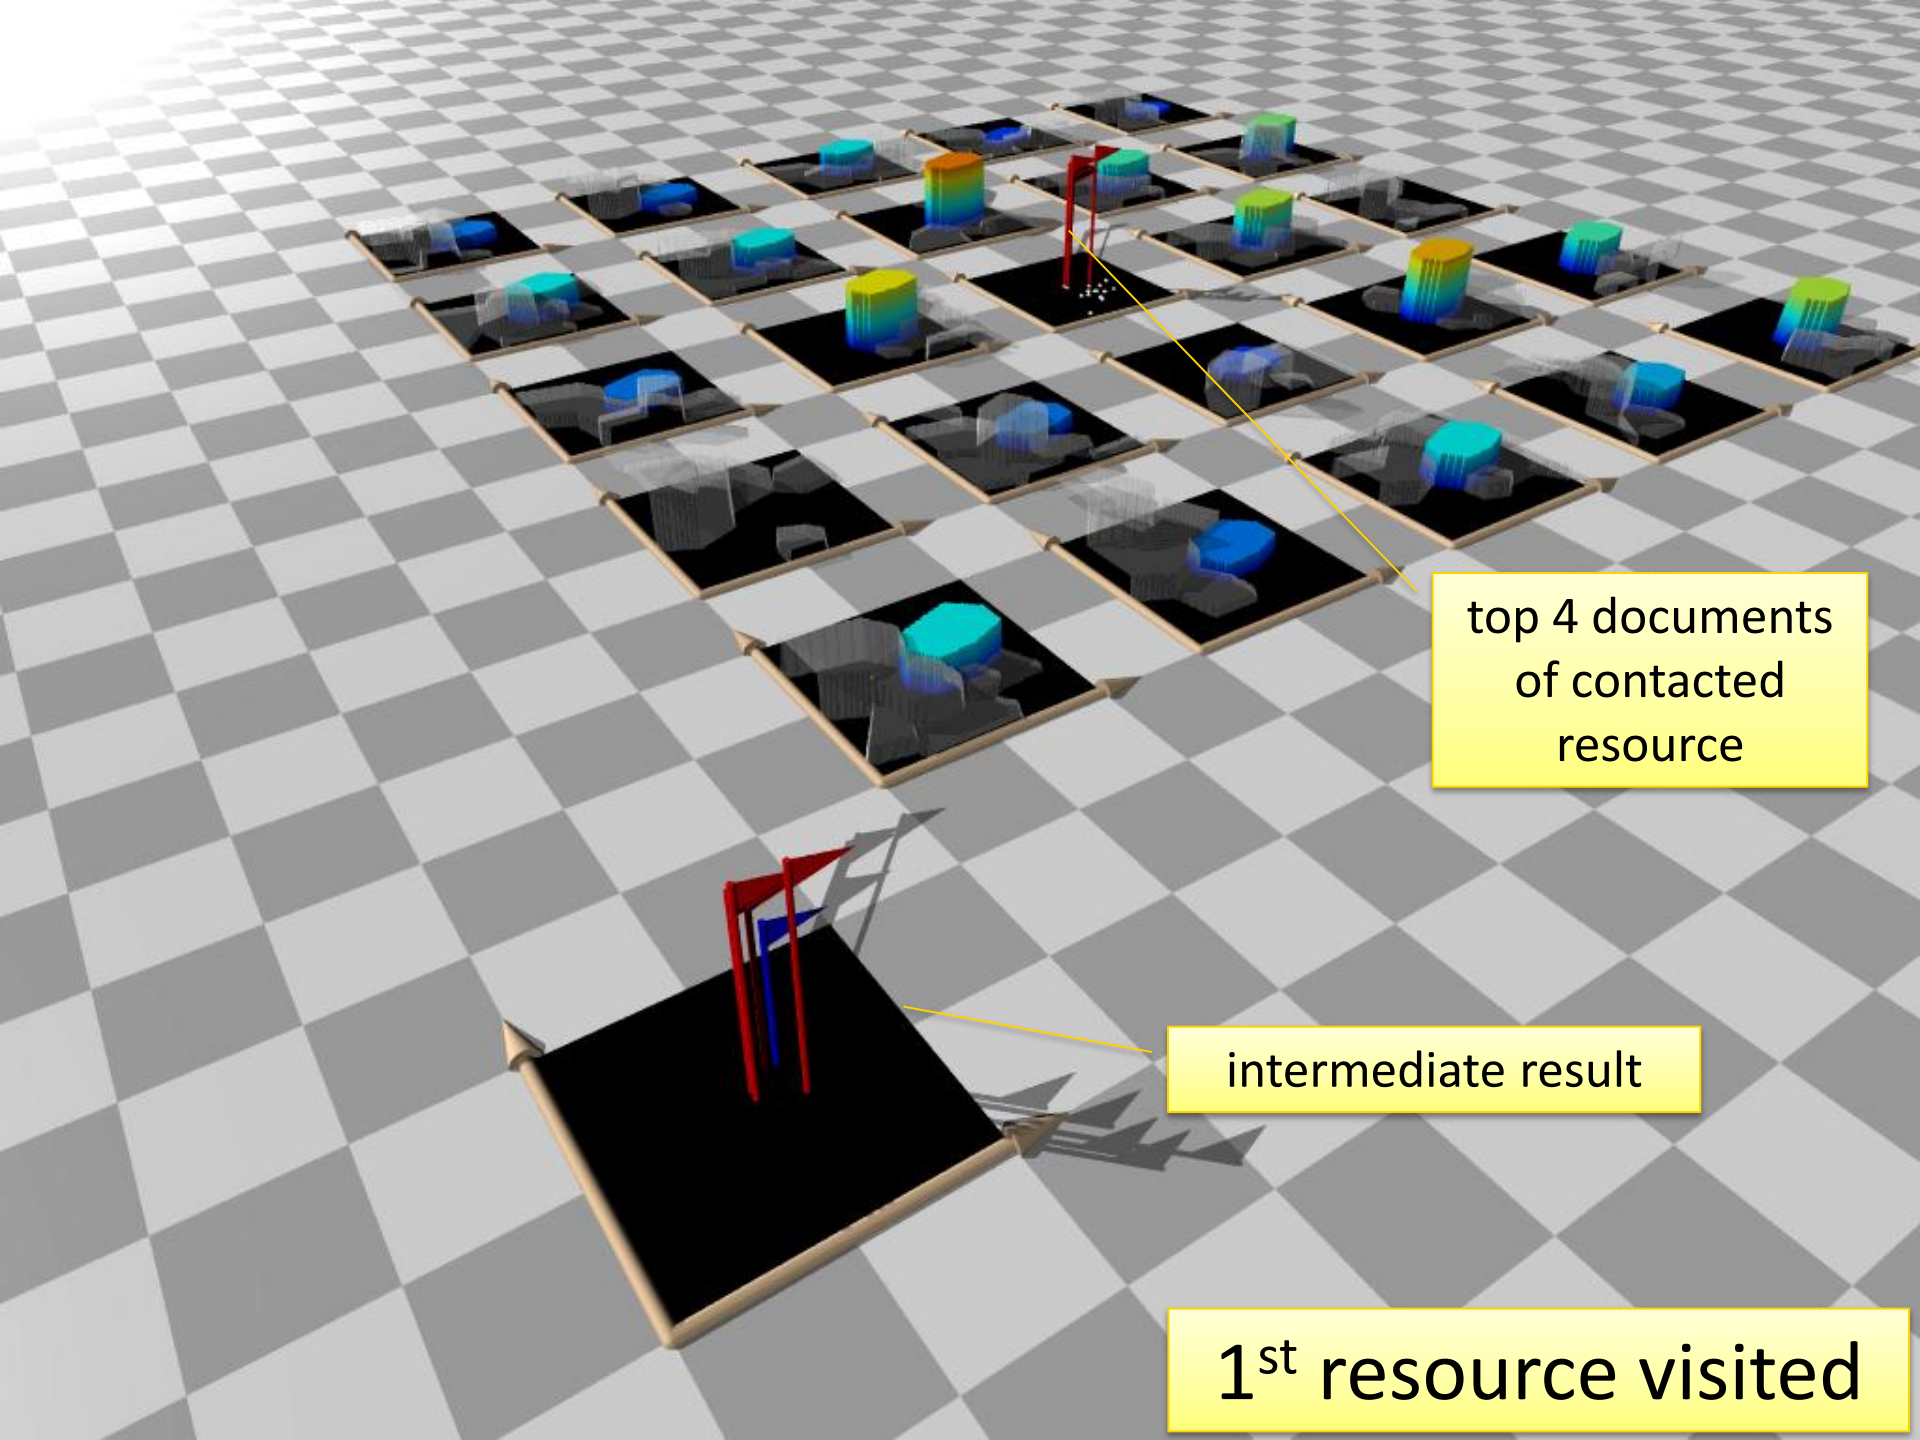 top 4 documents
of contacted
resource
intermediate result
1st resource visited